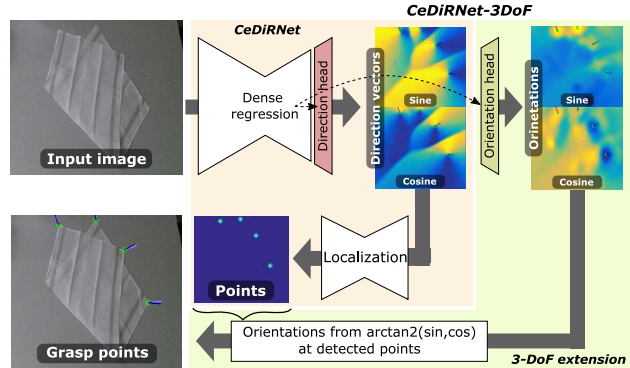 CeDiRNet-3DoF
CeDiRNet
Input image
Dense
regression
Direction head
Direction vectors
Sine
Cosine
Orientation head
Orinetations
Sine
Cosine
Grasp points
Points
Localization
Orientations from arctan2(sin,cos)
at detected points
3-DoF extension